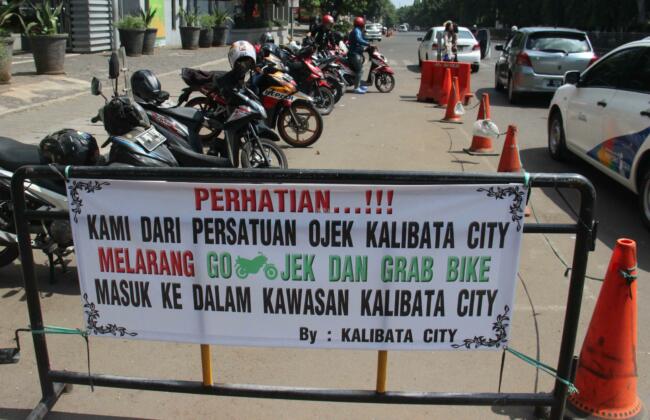 PERHATIAN...!!!
KAMI DARI PERSATUAN OJEK KALIBATA CITY
MELARANG GO JEK DAN GRAB BIKE
MASUK KE DALAM KAWASAN KALIBATA CITY
By : KALIBATA CITY